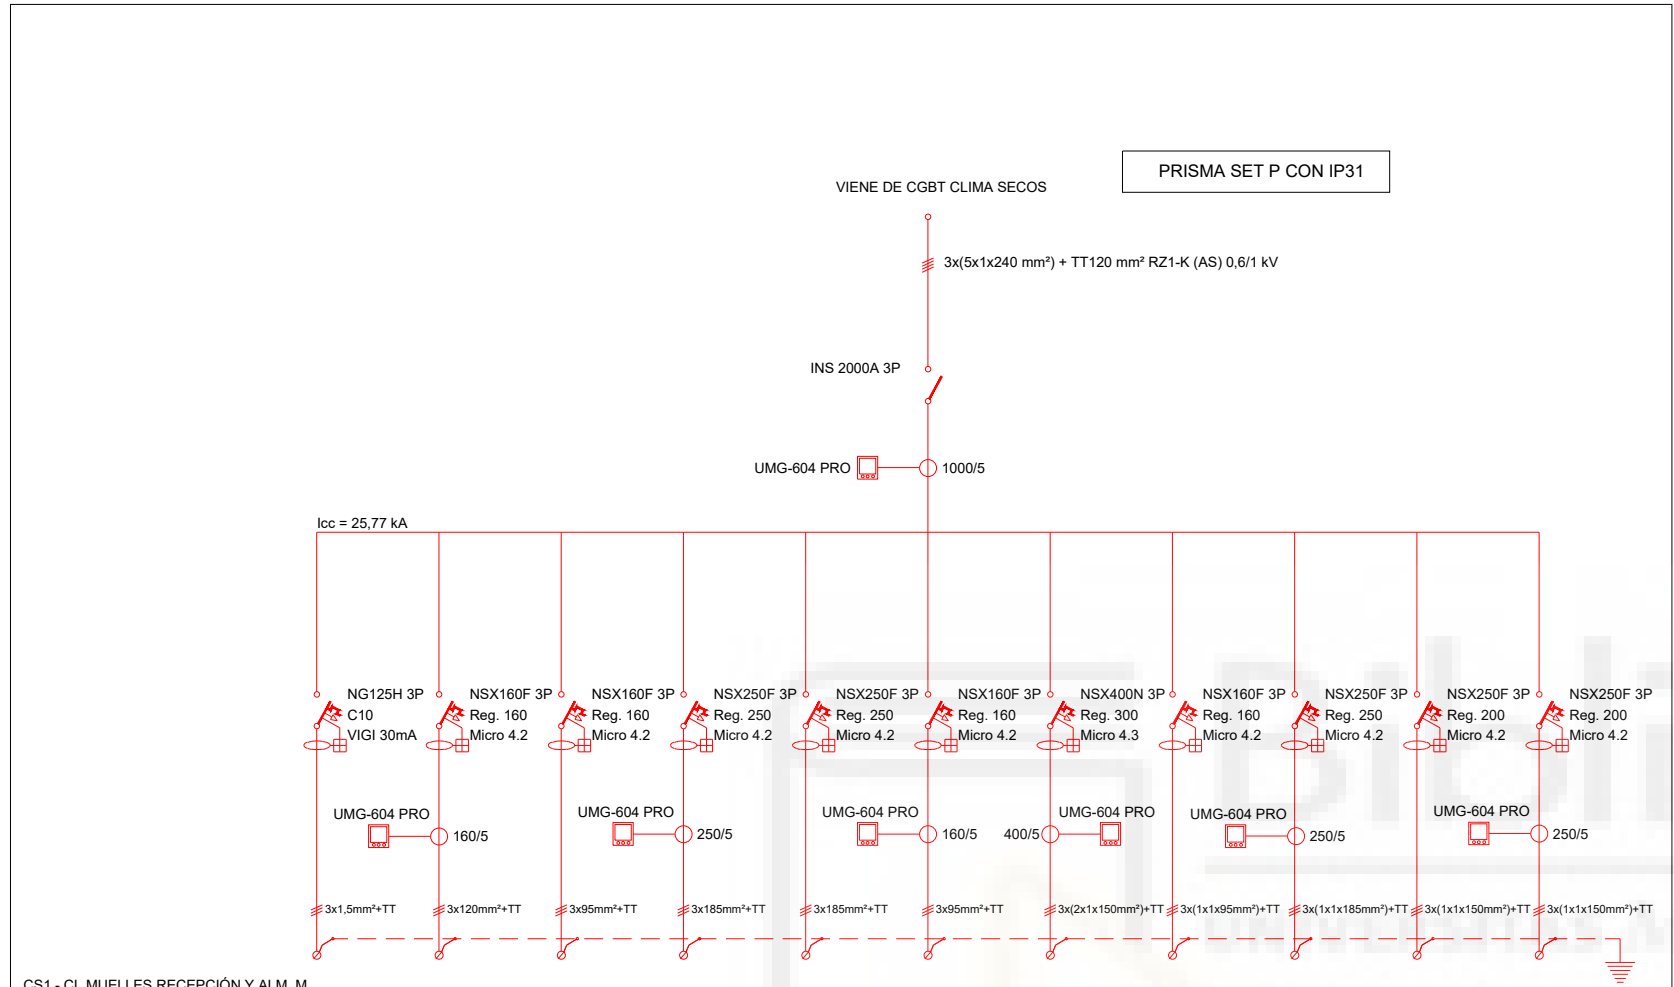 PRISMA SET P CON IP31
VIENE DE CGBT CLIMA SECOS
3x(5x1x240 mm²) + TT120 mm² RZ1-K (AS) 0,6/1 kV
INS 2000A 3P
UMG-604 PRO
1000/5
Icc = 25,77 kA
NG125H 3P
C10
VIGI 30mA
NSX160F 3P
Reg. 160
Micro 4.2
NSX160F 3P
Reg. 160
Micro 4.2
NSX250F 3P
Reg. 250
Micro 4.2
NSX250F 3P
Reg. 250
Micro 4.2
NSX160F 3P
Reg. 160
Micro 4.2
NSX400N 3P
Reg. 300
Micro 4.3
NSX160F 3P
Reg. 160
Micro 4.2
NSX250F 3P
Reg. 250
Micro 4.2
NSX250F 3P
Reg. 200
Micro 4.2
NSX250F 3P
Reg. 200
Micro 4.2
UMG-604 PRO
160/5
UMG-604 PRO
250/5
UMG-604 PRO
160/5
400/5
UMG-604 PRO
UMG-604 PRO
250/5
UMG-604 PRO
250/5
3x1,5mm²+TT
3x120mm²+TT
3x95mm²+TT
3x185mm²+TT
3x185mm²+TT
3x95mm²+TT
3x(2x1x150mm²)+TT
3x(1x1x95mm²)+TT
3x(1x1x185mm²)+TT
3x(1x1x150mm²)+TT
3x(1x1x150mm²)+TT
CS1 - CL MUELLES RECEPCIÓN Y ALM. M.
Bibli